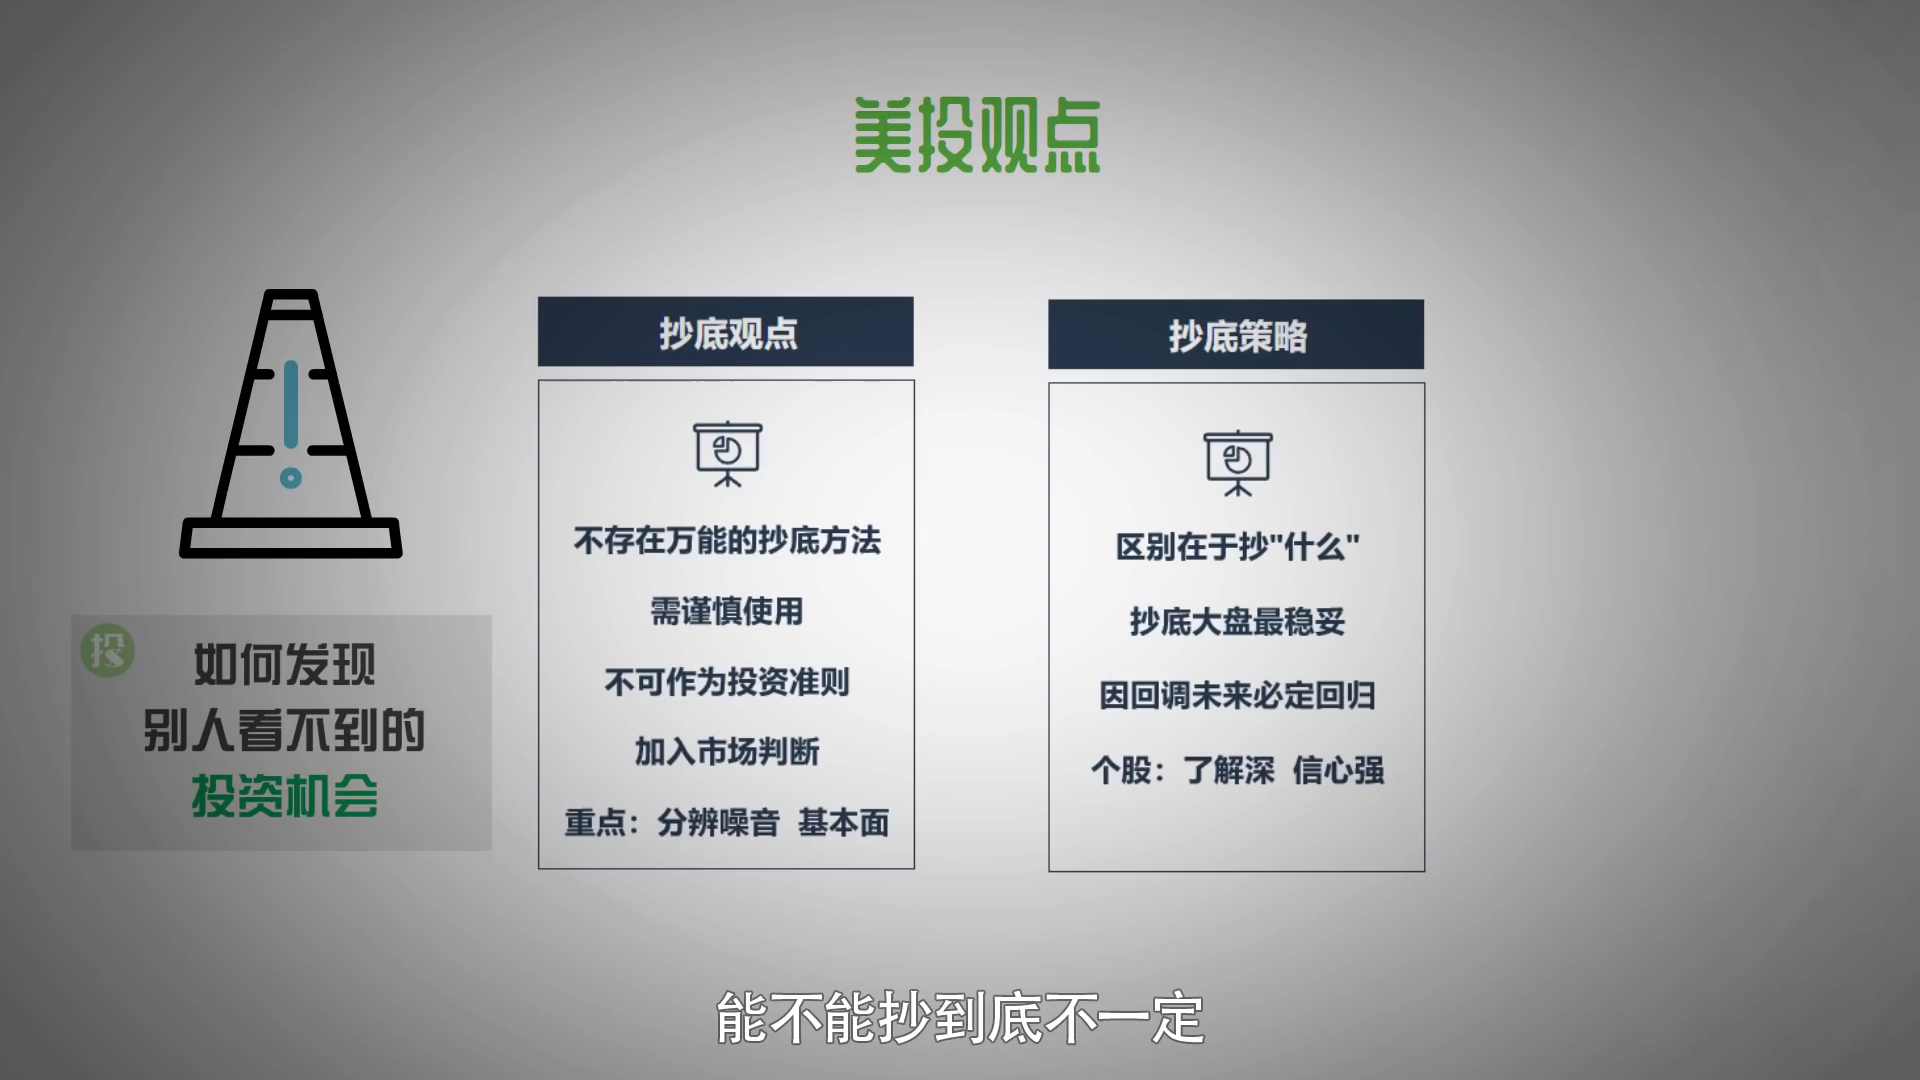 美投观点
抄底观点
不存在万能的抄底方法
需谨慎使用
不可作为投资准则
加入市场判断
重点：分辨噪音 基本面
抄底策略
区别在于抄"什么"
抄底大盘最稳妥
因回调未来必定回归
个股：了解深 信心强
投
如何发现
别人看不到的
投资机会
能不能抄到底不一定